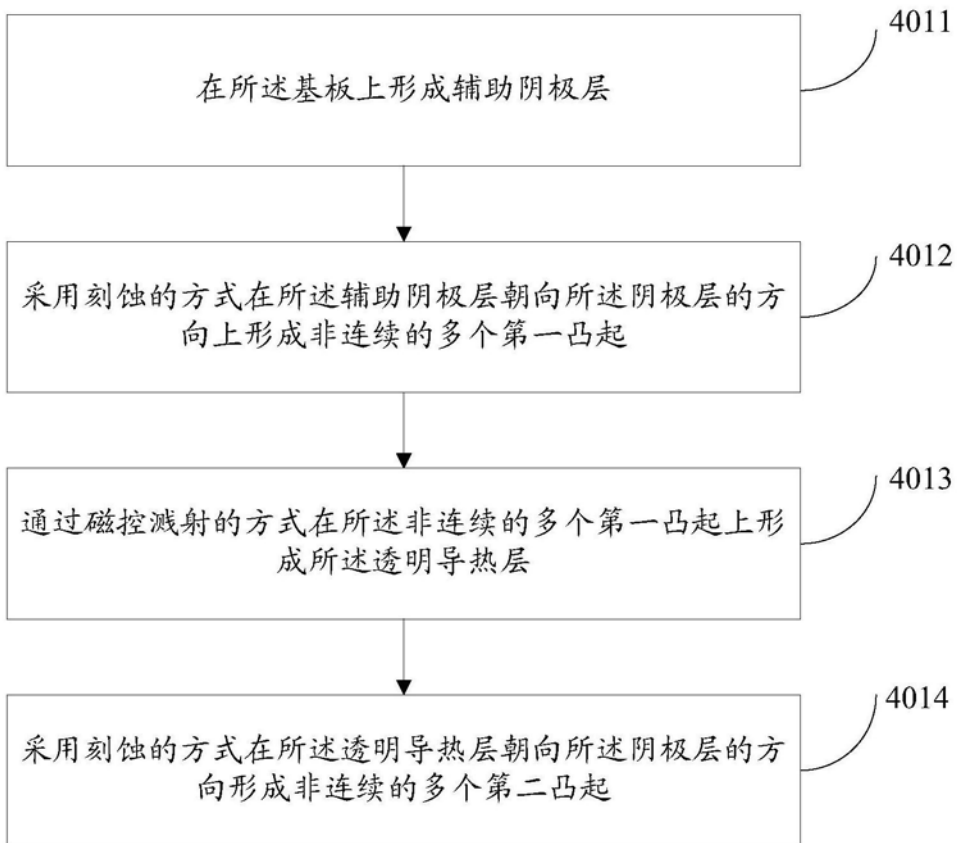 4011
在所述基板上形成辅助阴极层
4012
采用刻蚀的方式在所述辅助阴极层朝向所述阴极层的方
向上形成非连续的多个第一凸起
4013
通过磁控溅射的方式在所述非连续的多个第一凸起上形
成所述透明导热层
4014
采用刻蚀的方式在所述透明导热层朝向所述阴极层的方
向形成非连续的多个第二凸起